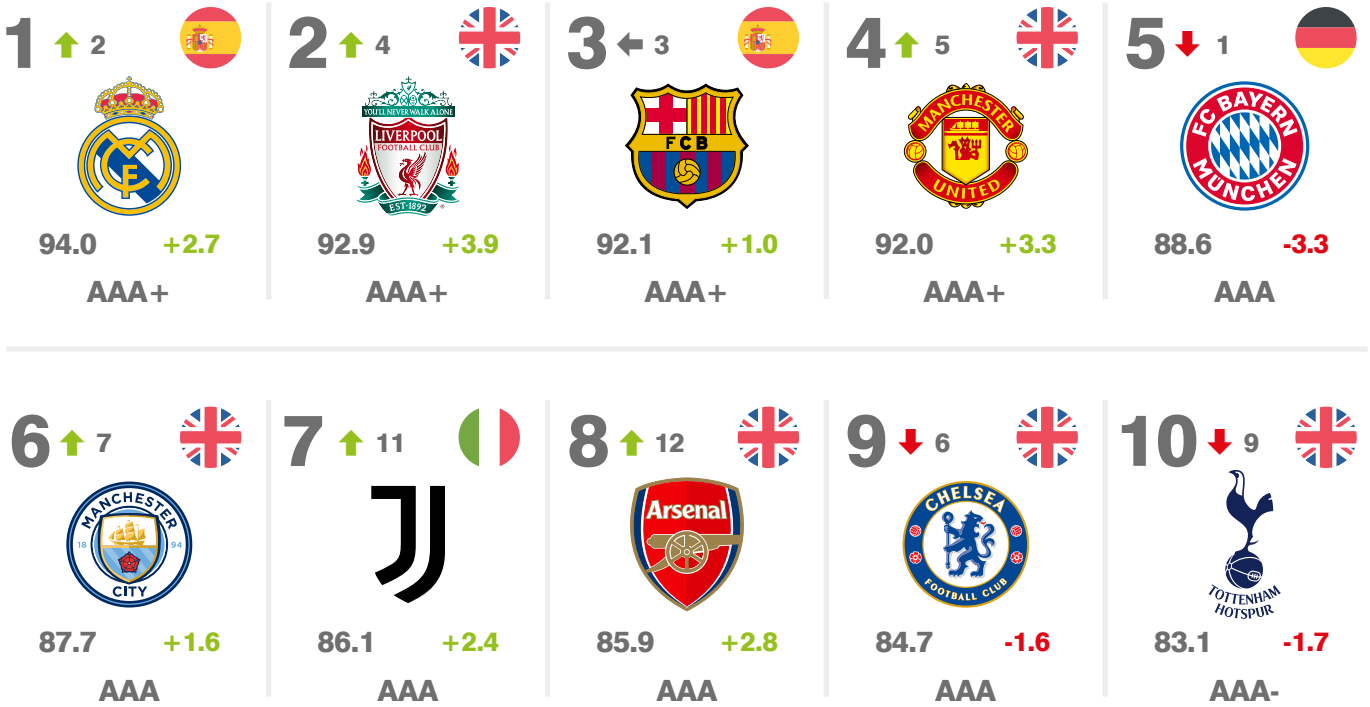 1 2
2 4
3 3
4 5
5 1
YOU'LL NEVER WALK ALONE
LIVERPOOL
FOOTBALL CLUB
EST·1892
FCB
MANCHESTER
UNITED
FC BAYERN
MÜNCHEN
94.0 +2.7
92.9 +3.9
92.1 +1.0
92.0 +3.3
88.6 -3.3
AAA+
AAA+
AAA+
AAA+
AAA
6 7
7 11
8 12
9 6
10 9
MANCHESTER
18 94
CITY
Arsenal
CHELSEA
FOOTBALL CLUB
TOTTENHAM
HOTSPUR
87.7 +1.6
86.1 +2.4
85.9 +2.8
84.7 -1.6
83.1 -1.7
AAA
AAA
AAA
AAA
AAA-